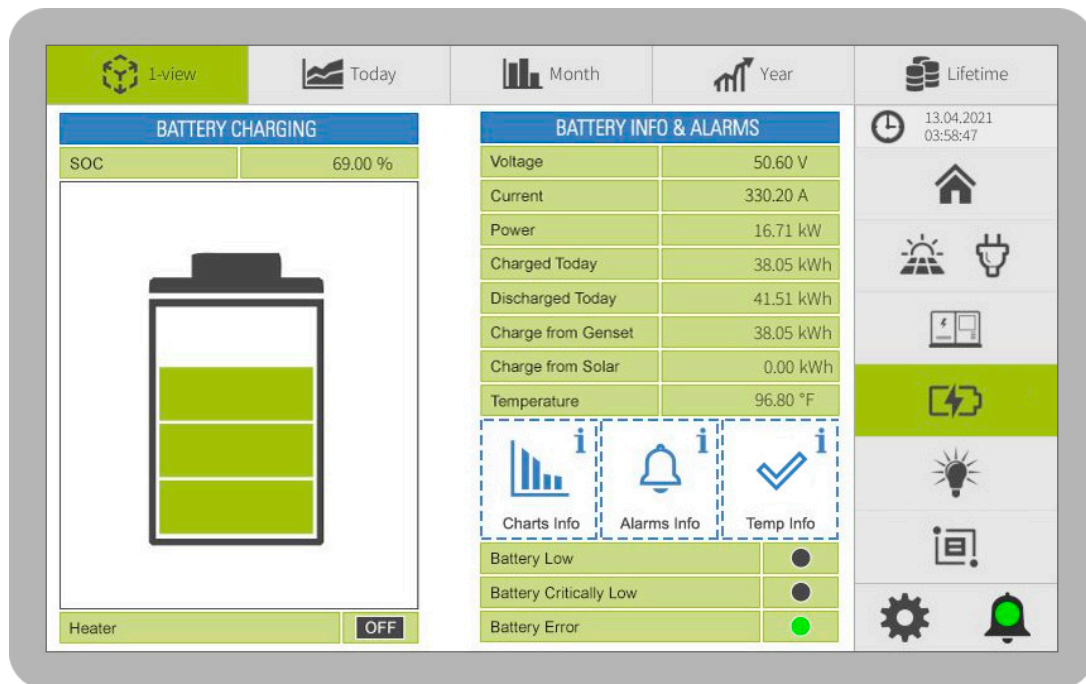 1-view
Today
Month
Year
Lifetime
BATTERY CHARGING
SOC 69.00 %
Heater OFF
BATTERY INFO & ALARMS
Voltage 50.60 V
Current 330.20 A
Power 16.71 kW
Charged Today 38.05 kWh
Discharged Today 41.51 kWh
Charge from Genset 38.05 kWh
Charge from Solar 0.00 kWh
Temperature 96.80 °F
i
Charts Info
i
Alarms Info
i
Temp Info
Battery Low
Battery Critically Low
Battery Error
13.04.2021
03:58:47